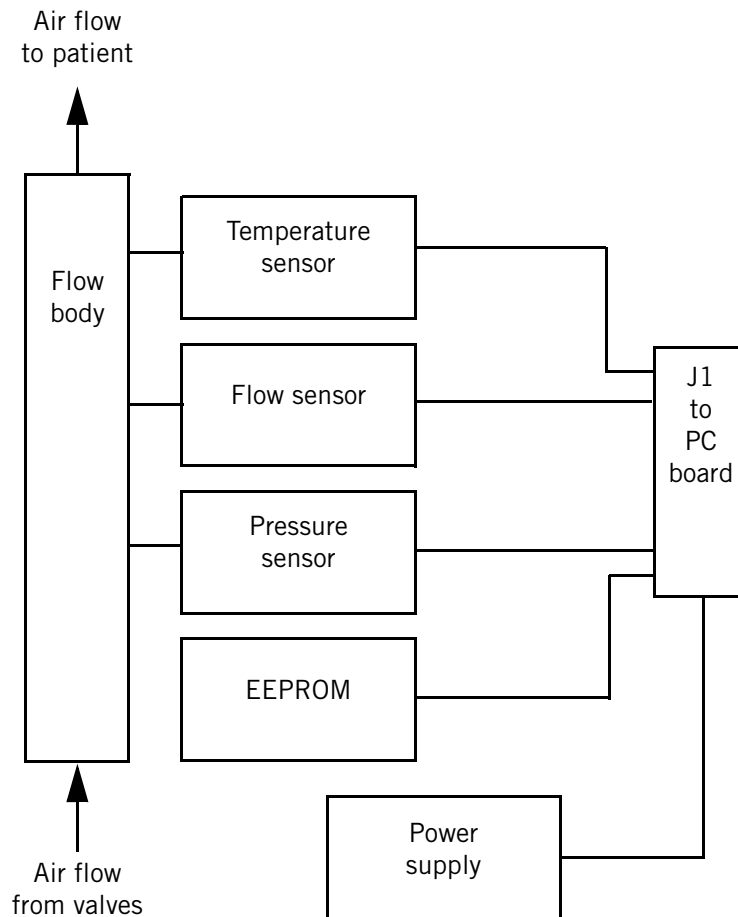 Air flow
to patient
Temperature
sensor
Flow
body
Flow sensor
J1
to
PC
board
Pressure
sensor
EEPROM
Power
supply
Air flow
from valves